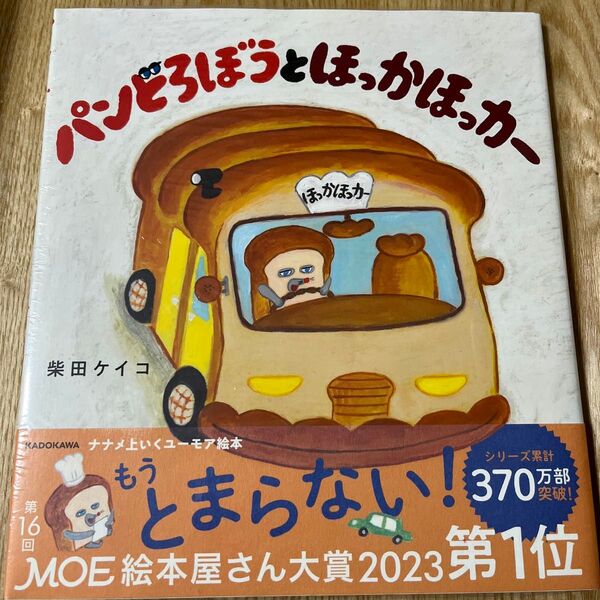 パンどろぼうとほっかほっカー
ほっかほっカー
柴田ケイコ
KADOKAWA ナナメ上いくユーモア絵本
もう
とまらない!
シリーズ累計
370万部
突破!
第16回
MOE絵本屋さん大賞2023第1位